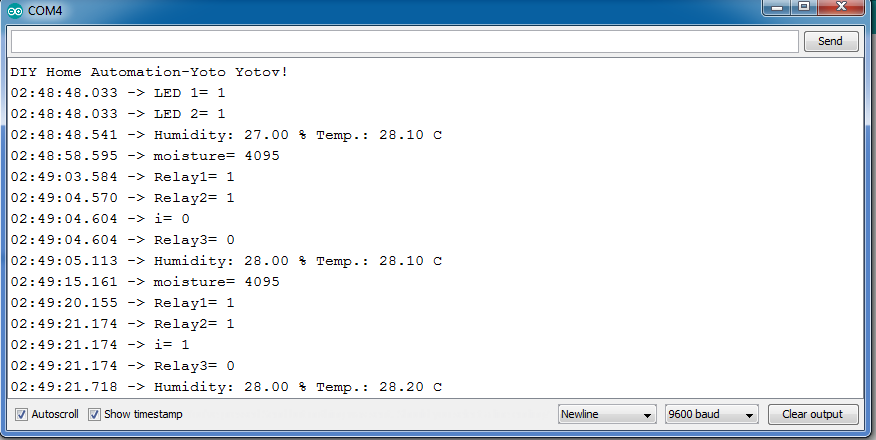 COM4
Send
DIY Home Automation-Yoto Yotov!
02:48:48.033 -> LED 1= 1
02:48:48.033 -> LED 2= 1
02:48:48.541 -> Humidity: 27.00 % Temp.: 28.10 C
02:48:58.595 -> moisture= 4095
02:49:03.584 -> Relay1= 1
02:49:04.570 -> Relay2= 1
02:49:04.604 -> i= 0
02:49:04.604 -> Relay3= 0
02:49:05.113 -> Humidity: 28.00 % Temp.: 28.10 C
02:49:15.161 -> moisture= 4095
02:49:20.155 -> Relay1= 1
02:49:21.174 -> Relay2= 1
02:49:21.174 -> i= 1
02:49:21.174 -> Relay3= 0
02:49:21.718 -> Humidity: 28.00 % Temp.: 28.20 C
Autoscroll Show timestamp Newline 9600 baud Clear output